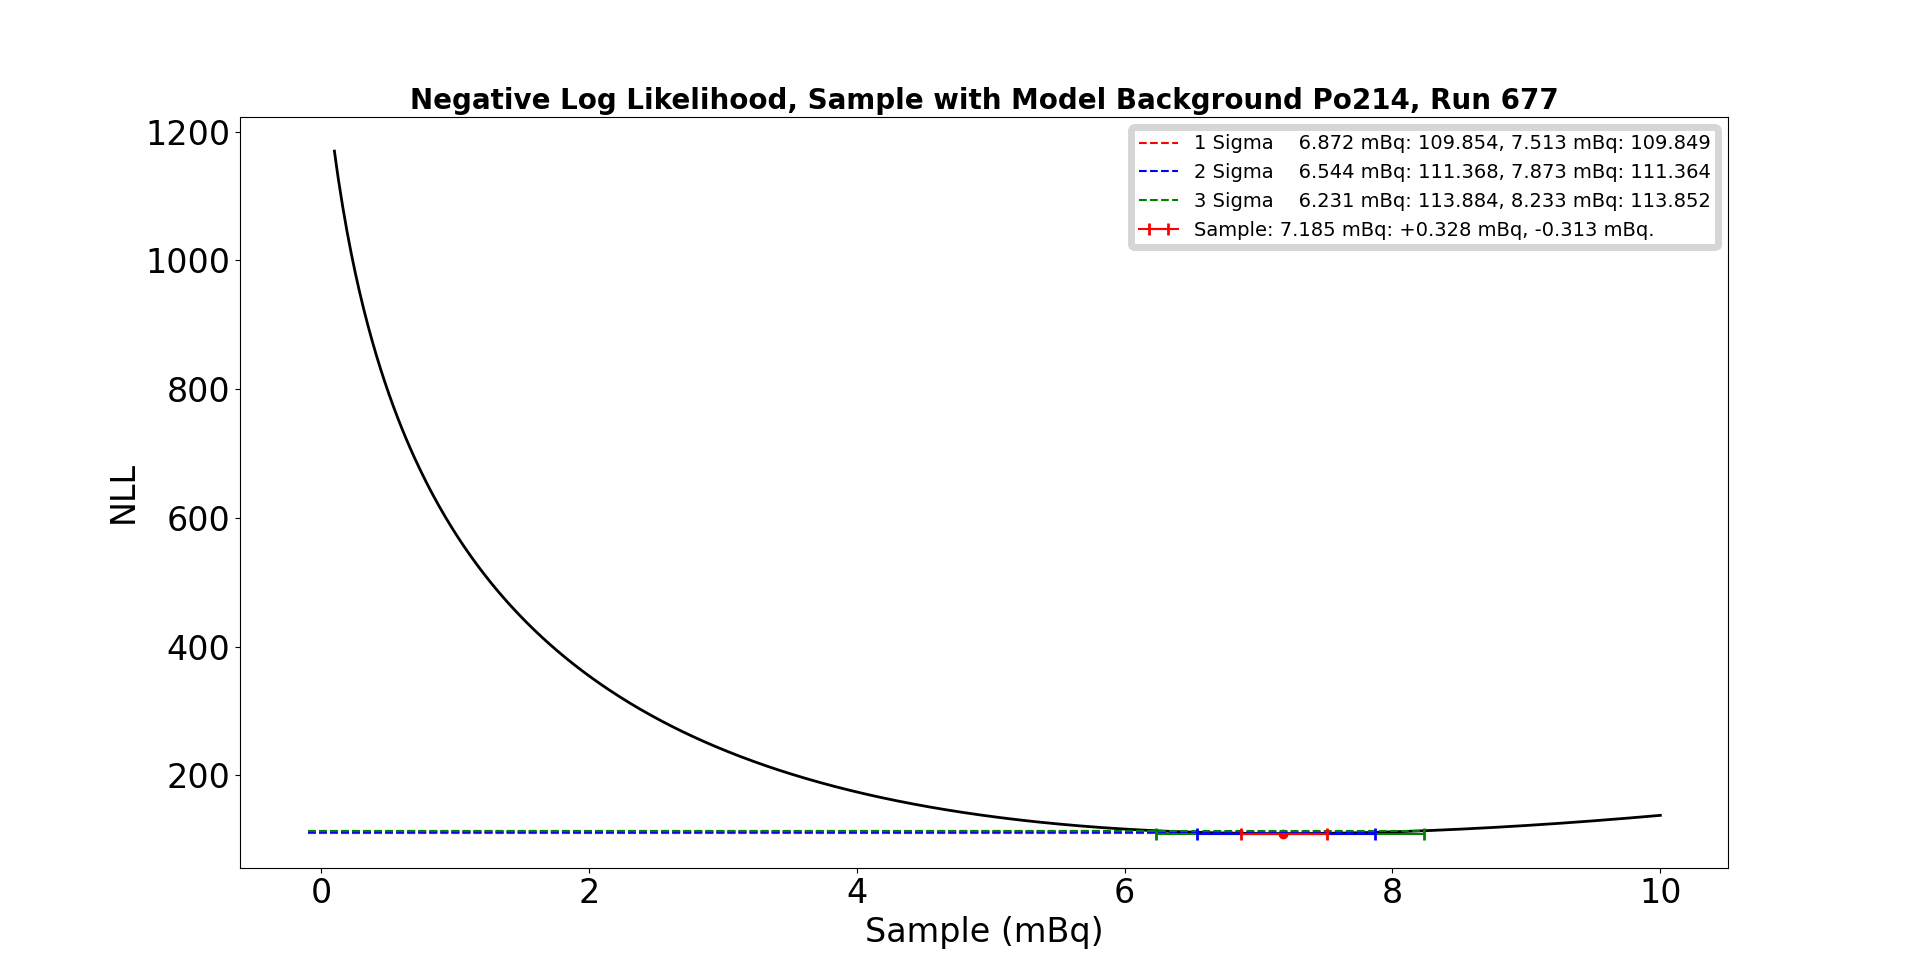 Negative Log Likelihood, Sample with Model Background Po214, Run 677
1 Sigma    6.872 mBq: 109.854, 7.513 mBq: 109.849
2 Sigma    6.544 mBq: 111.368, 7.873 mBq: 111.364
3 Sigma    6.231 mBq: 113.884, 8.233 mBq: 113.852
Sample: 7.185 mBq: +0.328 mBq, -0.313 mBq.
1200
1000
800
600
400
200
NLL
0 2 4 6 8 10
Sample (mBq)